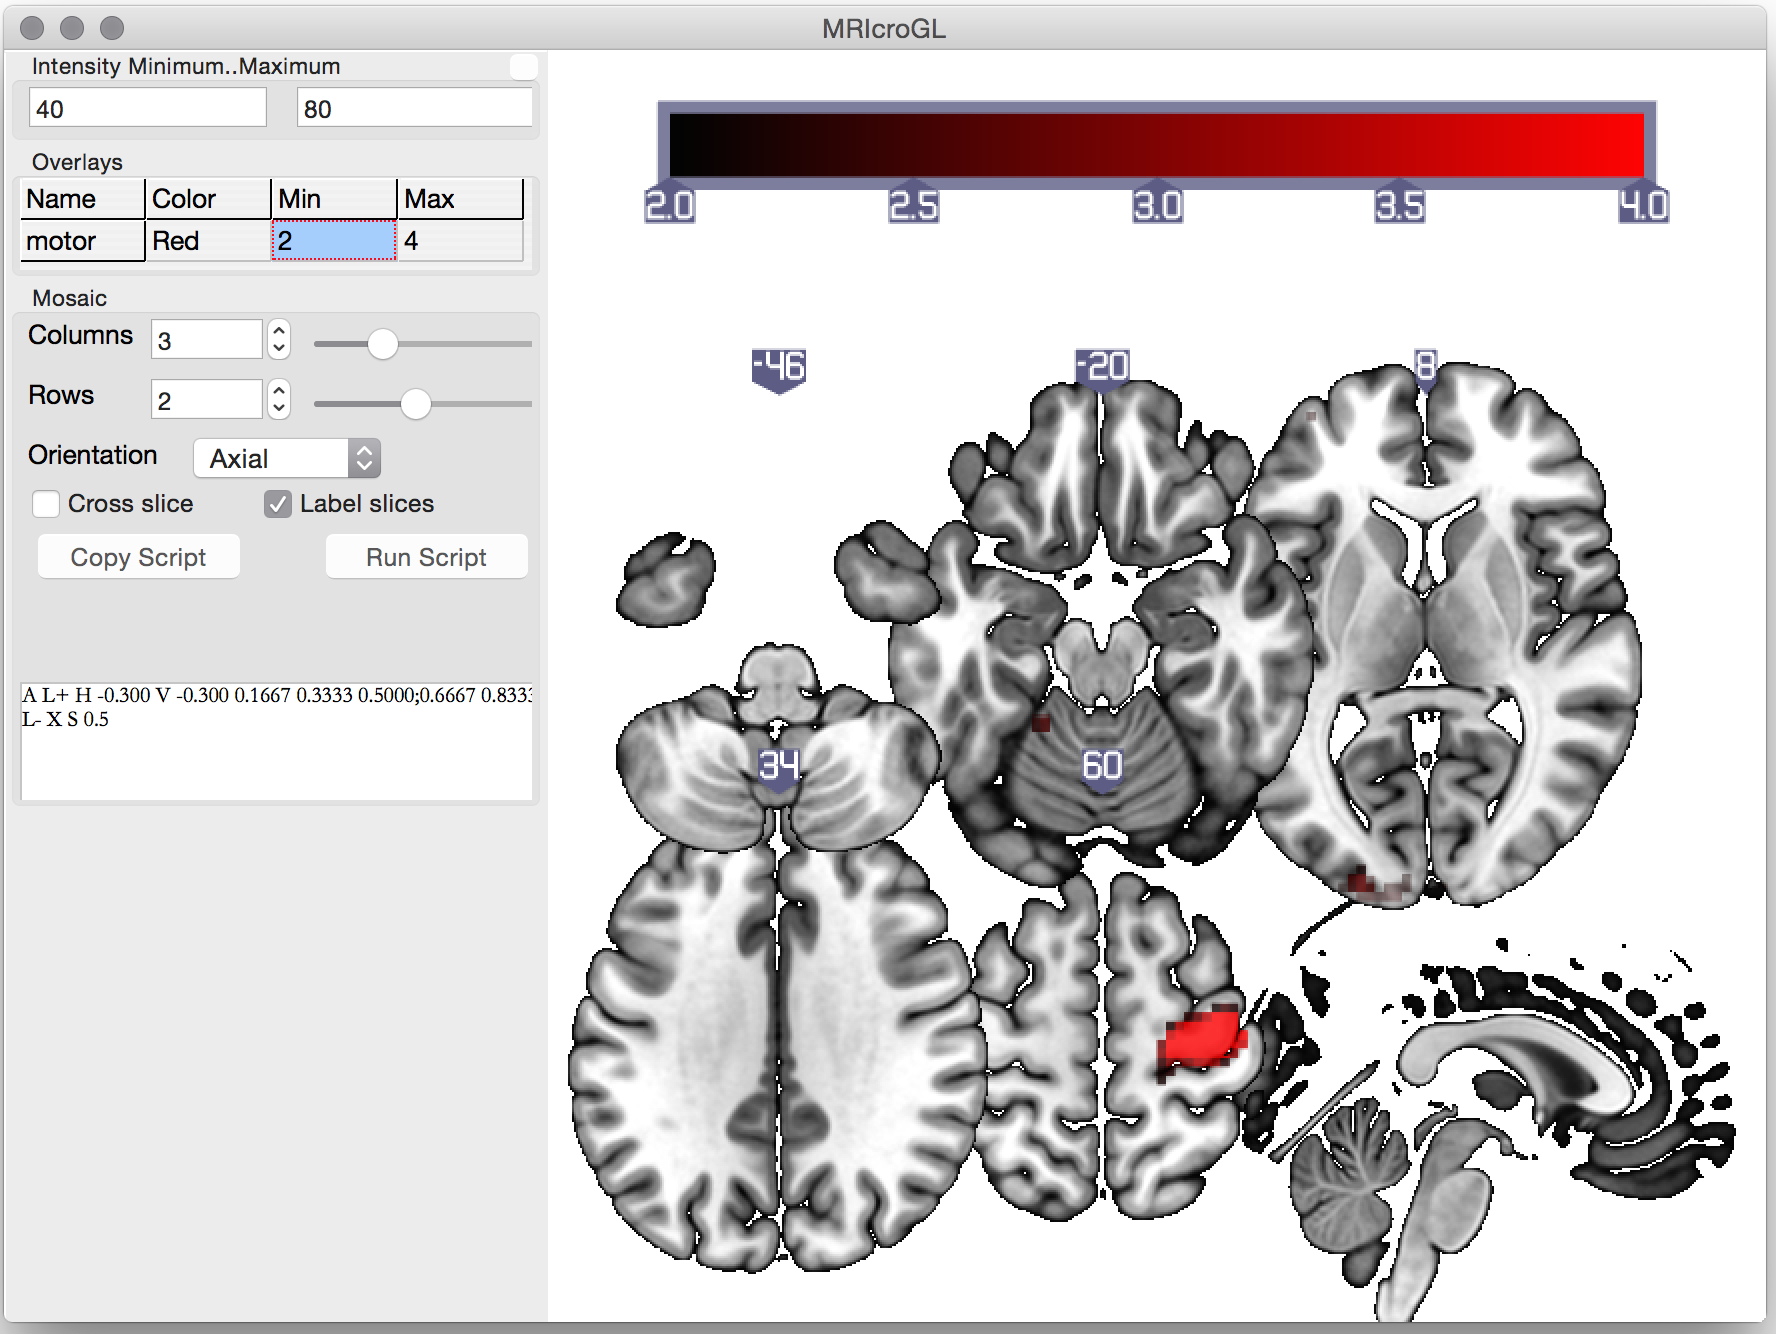 MRIcroGL
Intensity Minimum..Maximum
40 80
Overlays
Name Color Min Max
motor Red 2 4
Mosaic
Columns 3
Rows 2
Orientation Axial
Cross slice Label slices
Copy Script Run Script
A L+ H -0.300 V -0.300 0.1667 0.3333 0.5000;0.6667 0.8333
L- X S 0.5
2.0 2.5 3.0 3.5 4.0
-46 -20 8
34 60